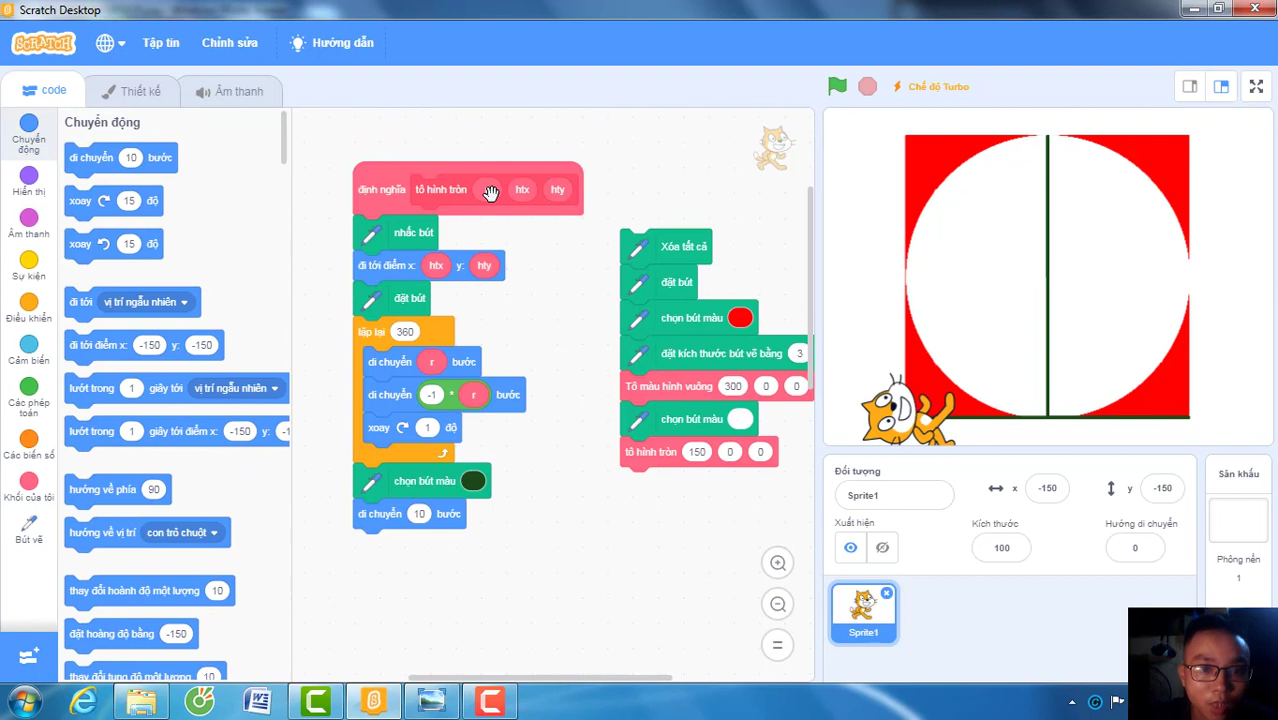 Scratch Desktop
SCRATCH
Tập tin
Chỉnh sửa
Hướng dẫn
code
Thiết kế
Âm thanh
Chế độ Turbo
Chuyển động
Hiển thị
Âm thanh
Sự kiện
Điều khiển
Cảm biến
Các phép toán
Các biến số
Khối của tôi
Bút vẽ
Chuyển động
di chuyển 10 bước
xoay 15 độ
xoay 15 độ
đi tới vị trí ngẫu nhiên
đi tới điểm x: -150 y: -150
lướt trong 1 giây tới vị trí ngẫu nhiên
lướt trong 1 giây tới điểm x: -150 y:
hướng về phía 90
hướng về vị trí con trỏ chuột
thay đổi hoành độ một lượng 10
đặt hoàng độ bằng -150
thay đổi tung độ một lượng 10
định nghĩa tô hình tròn htx hty
nhấc bút
đi tới điểm x: htx y: hty
đặt bút
lặp lại 360
di chuyển r bước
di chuyển -1 * r bước
xoay 1 độ
chọn bút màu
di chuyển 10 bước
Xóa tất cả
đặt bút
chọn bút màu
đặt kích thước bút vẽ bằng 3
Tô màu hình vuông 300 0 0
chọn bút màu
tô hình tròn 150 0 0
Đối tượng
Sprite1
x -150
y -150
Xuất hiện
Kích thước
100
Hướng di chuyển
0
Sprite1
Sân khấu
Phông nền
1